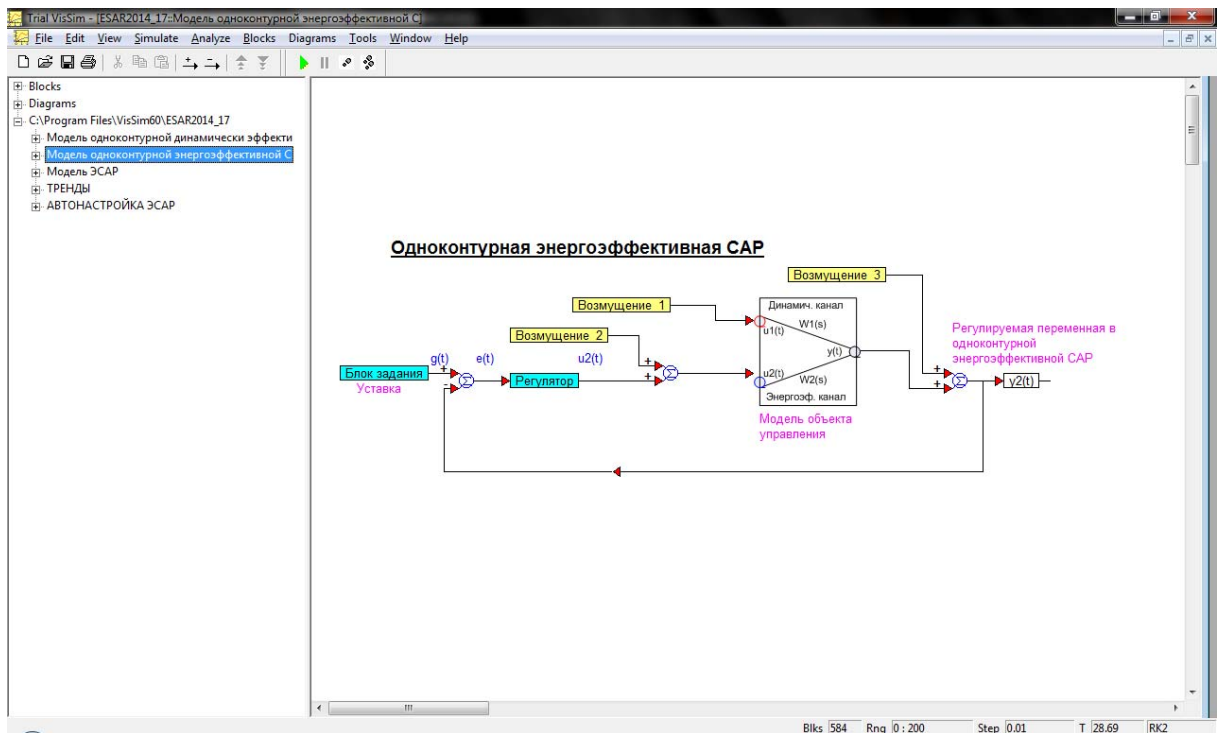 Trial VisSim - [ESAR2014_17::Модель одноконтурной энергоэффективной С]
File Edit View Simulate Analyze Blocks Diagrams Tools Window Help
Blocks
Diagrams
C:\Program Files\VisSim60\ESAR2014_17
Модель одноконтурной динамически эффекти
Модель одноконтурной энергоэффективной С
Модель ЭСАР
ТРЕНДЫ
АВТОНАСТРОЙКА ЭСАР
Одноконтурная энергоэффективная САР
Возмущение 3
Возмущение 1
Динамич. канал
u1(t)
W1(s)
Возмущение 2
y(t)
Регулируемая переменная в
одноконтурной
энергоэффективной САР
g(t)
e(t)
u2(t)
+
+
+
+
+
-
Блок задания
Уставка
Регулятор
u2(t)
W2(s)
Энергоэф. канал
y2(t)
Модель объекта
управления
Blks 584 Rng 0 : 200 Step 0.01 T 28.69 RK2